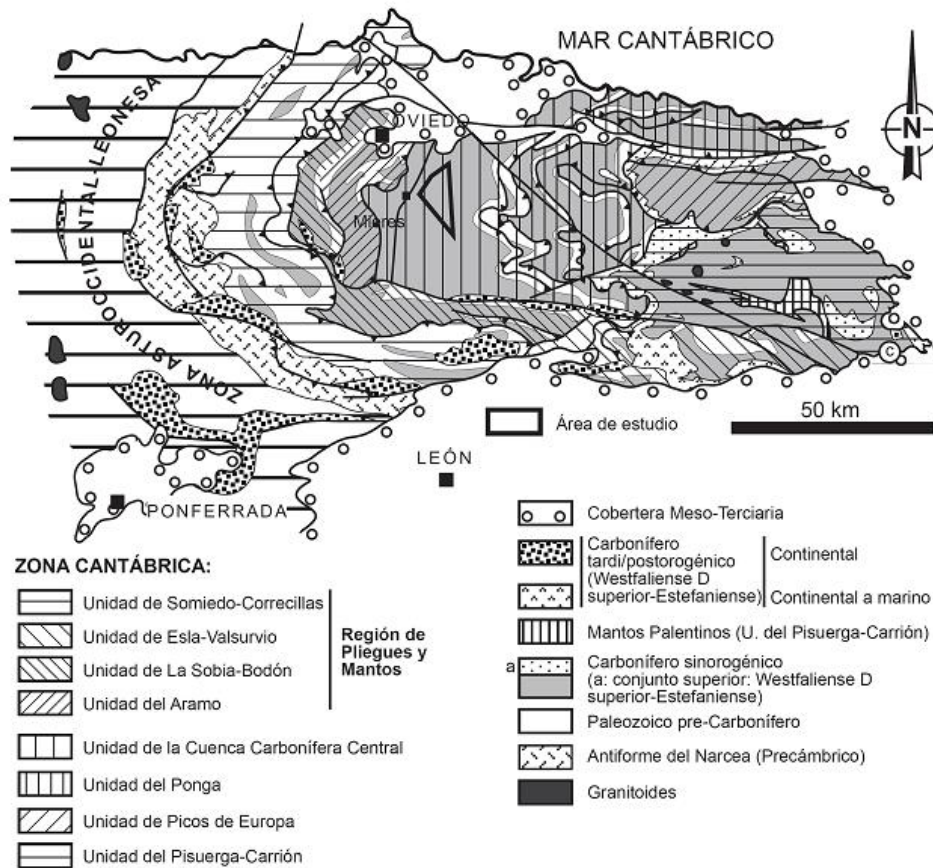 MAR CANTÁBRICO
N
OVIEDO
Mieres
ZONA ASTUROCCIDENTAL-LEONESA
C
50 km
Área de estudio
LEÓN
PONFERRADA
Cobertera Meso-Terciaria
Carbonífero
tardi/postorogénico
(Westfaliense D
superior-Estefaniense)
Continental
Continental a marino
Mantos Palentinos (U. del Pisuerga-Carrión)
a
Carbonífero sinorogénico
(a: conjunto superior: Westfaliense D
superior-Estefaniense)
Paleozoico pre-Carbonífero
Antiforme del Narcea (Precámbrico)
Granitoides
ZONA CANTÁBRICA:
Unidad de Somiedo-Correcillas
Unidad de Esla-Valsurvio
Unidad de La Sobia-Bodón
Unidad del Aramo
Región de
Pliegues y
Mantos
Unidad de la Cuenca Carbonífera Central
Unidad del Ponga
Unidad de Picos de Europa
Unidad del Pisuerga-Carrión